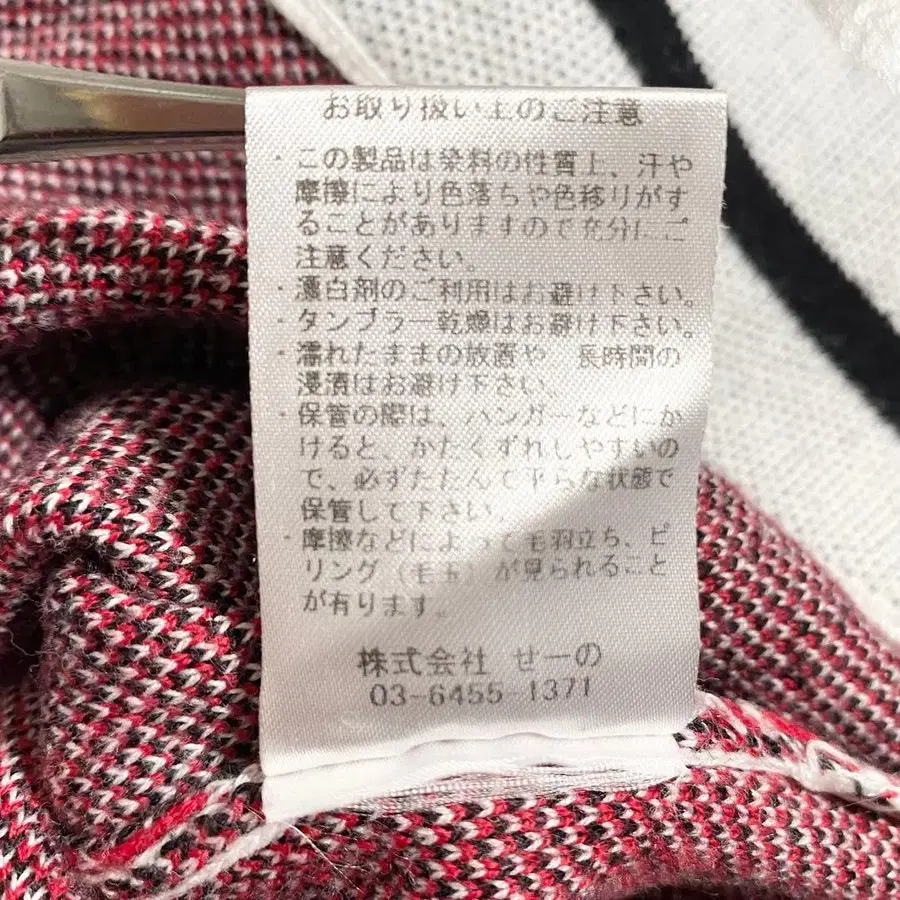 お取り扱い上のご注意
・この製品は染料の性質上、汗や
摩擦により色落ちや色移りがす
ることがありますので充分にご
注意ください。
・漂白剤のご利用はお避け下さい。
・タンブラー乾燥はお避け下さい。
・濡れたままの放置や 長時間の
浸漬はお避け下さい。
・保管の際は、ハンガーなどにか
けると、かたくずれしやすいの
で、必ずたたんで平らな状態で
保管して下さい。
・摩擦などによって毛羽立ち、ピ
リング（毛玉）が見られること
が有ります。
株式会社 せーの
03-6455-1371